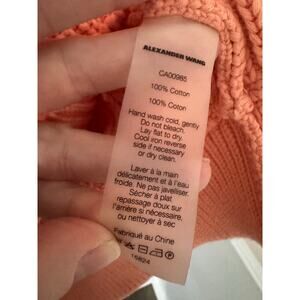 ALEXANDER WANG
CA00985
100% Cotton
100% Coton
Hand wash cold, gently
Do not bleach.
Lay flat to dry.
Cool iron reverse
side if necessary
or dry clean.
Laver à la main
délicatement et à l'eau
froide. Ne pas javelliser.
Sécher à plat
repassage doux sur
l'arrière si nécessaire,
ou nettoyer à sec
Fabriqué au Chine
15824